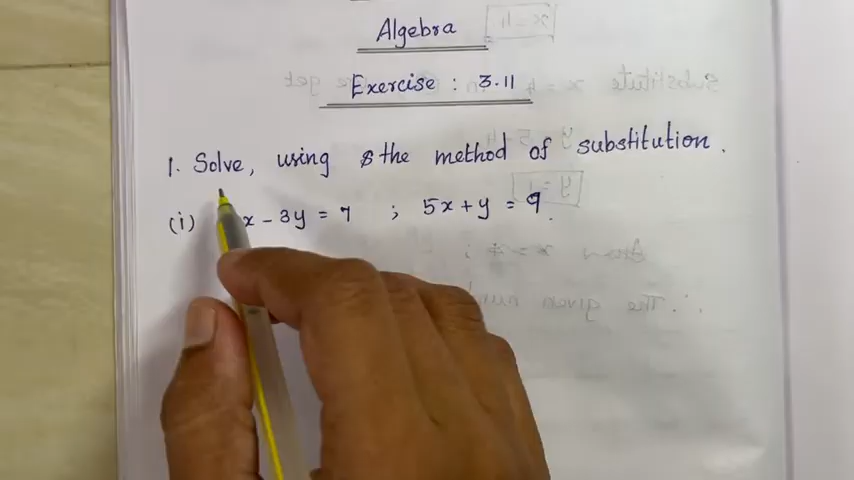 Algebra
Exercise : 3.11
1. Solve, using the method of substitution.
(i) x - 3y = 7 ; 5x + y = 9.